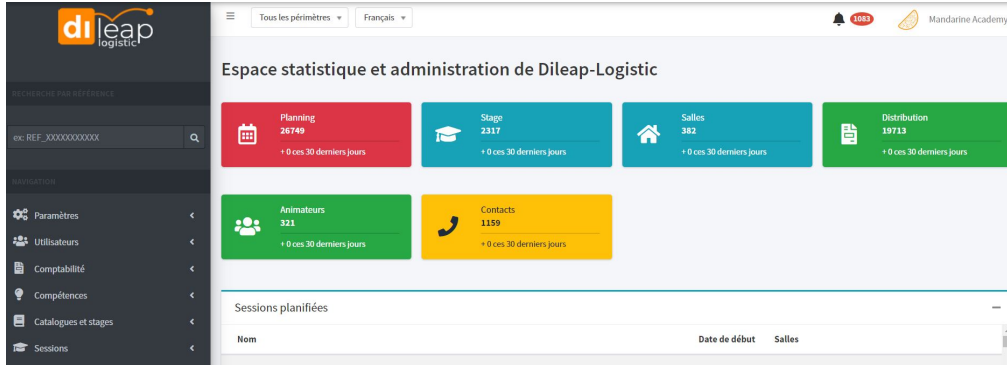 dileap
logistic
Tous les périmètres
Français
1083
Mandarine Academy
RECHERCHE PAR RÉFÉRENCE
ex: REF_XXXXXXXXXXX
NAVIGATION
Paramètres
Utilisateurs
Comptabilité
Compétences
Catalogues et stages
Sessions
Espace statistique et administration de Dileap-Logistic
Planning
26749
+ 0 ces 30 derniers jours
Stage
2317
+ 0 ces 30 derniers jours
Salles
382
+ 0 ces 30 derniers jours
Distribution
19713
+ 0 ces 30 derniers jours
Animateurs
321
+ 0 ces 30 derniers jours
Contacts
1159
+ 0 ces 30 derniers jours
Sessions planifiées
Nom Date de début Salles